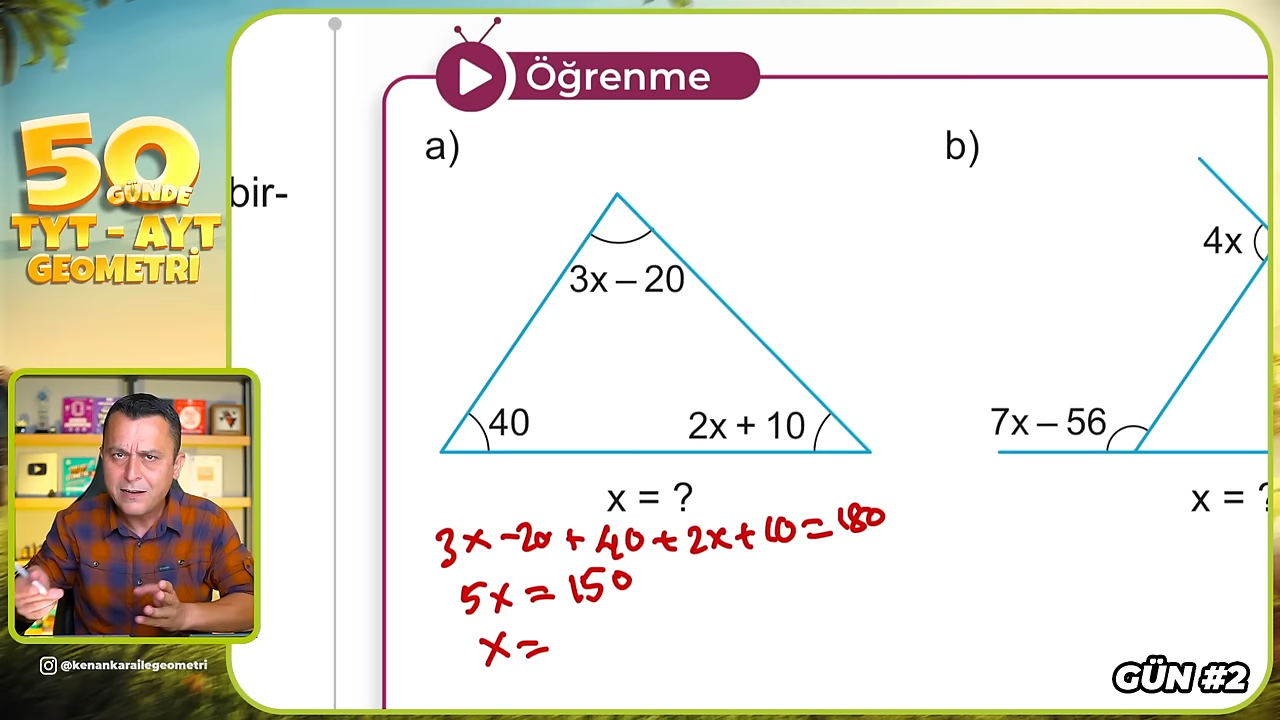 50
GÜNDE
TYT - AYT
GEOMETRİ
bir-
Öğrenme
a)
3x – 20
40
2x + 10
x = ?
3x -20 + 40 + 2x + 10 = 180
5x = 150
x =
b)
4x
7x – 56
x = ?
@kenankarailegeometri
GÜN #2